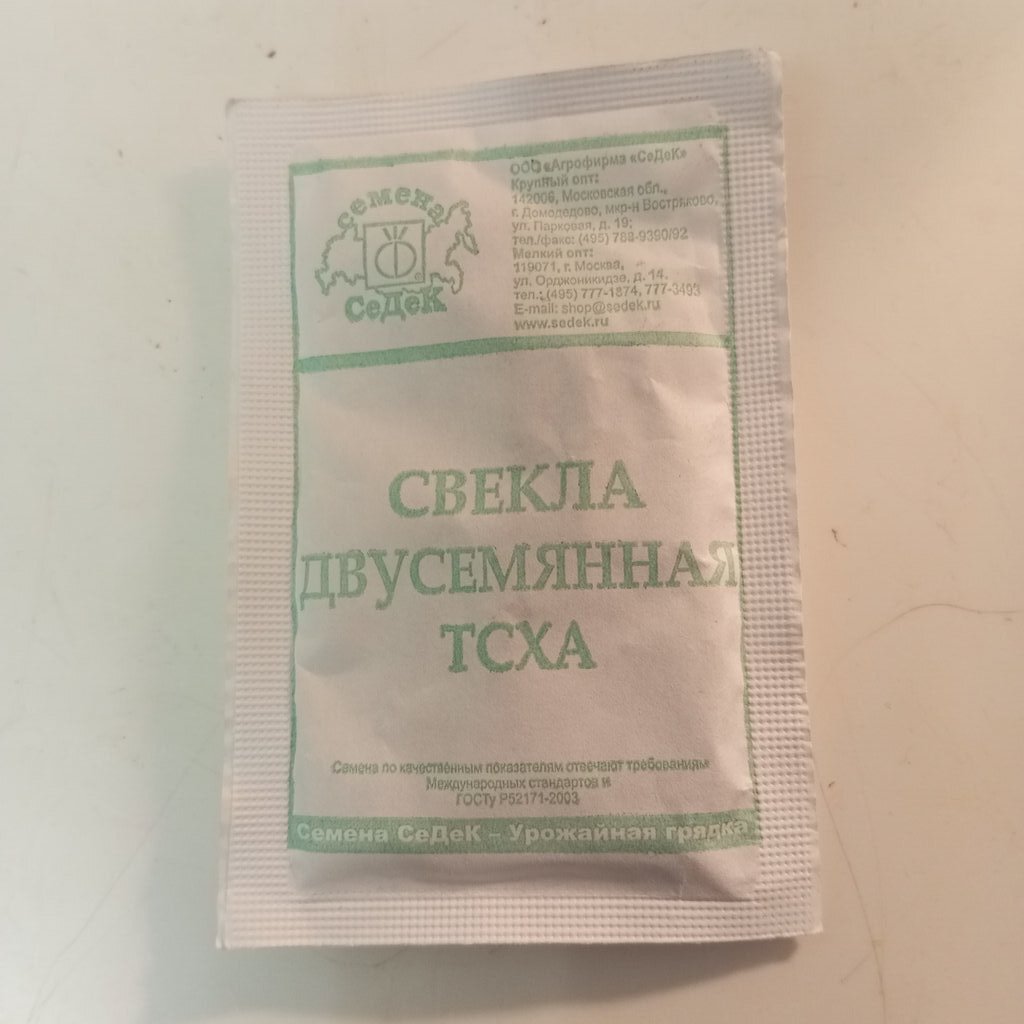 семена
СеДеК
ООО «Агрофирма «СеДеК»
Крупный опт:
142006, Московская обл.,
г. Домодедово, мкр-н Востряково,
ул. Парковая, д. 19;
тел./факс: (495) 788-9390/92
Мелкий опт:
119071, г. Москва,
ул. Орджоникидзе, д. 14,
тел.: (495) 777-1874, 777-3493
E-mail: shop@sedek.ru
www.sedek.ru
СВЕКЛА
ДВУСЕМЯННАЯ
ТСХА
Семена по качественным показателям отвечают требованиям
Международных стандартов и
ГОСТу Р52171-2003
Семена СеДеК – Урожайная грядка